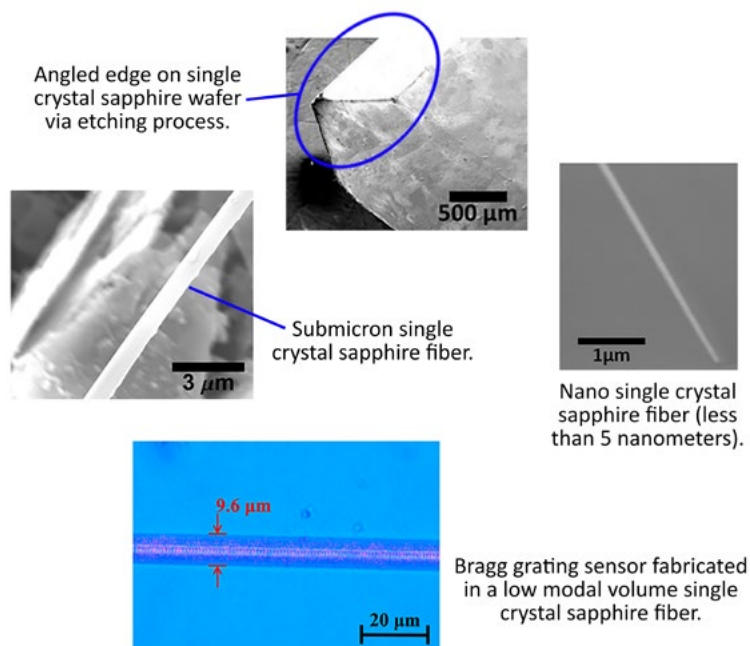 Angled edge on single
crystal sapphire wafer
via etching process.
500 μm
3 μm
Submicron single
crystal sapphire fiber.
1μm
Nano single crystal
sapphire fiber (less
than 5 nanometers).
9.6 μm
20 μm
Bragg grating sensor fabricated
in a low modal volume single
crystal sapphire fiber.